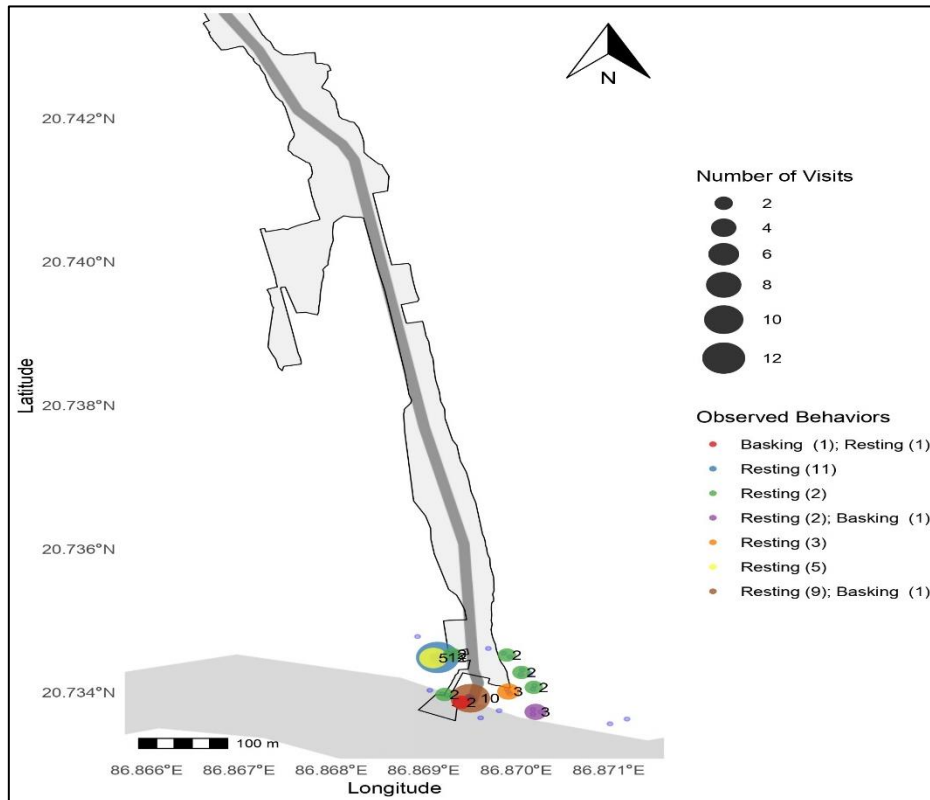 N
20.742°N
20.740°N
20.738°N
20.736°N
20.734°N
Latitude
Number of Visits
2
4
6
8
10
12
Observed Behaviors
Basking (1); Resting (1)
Resting (11)
Resting (2)
Resting (2); Basking (1)
Resting (3)
Resting (5)
Resting (9); Basking (1)
5
2
2
2
2
10
2
3
3
100 m
86.866°E 86.867°E 86.868°E 86.869°E 86.870°E 86.871°E
Longitude